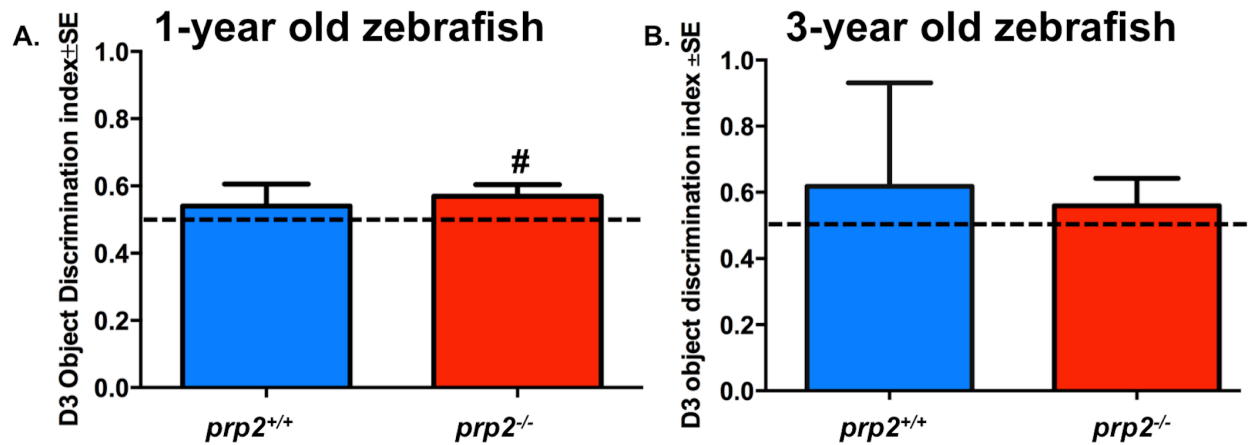 A. 1-year old zebrafish
D3 Object Discrimination index±SE
1.0
0.8
0.6
0.4
0.2
0.0
#
prp2+/+ prp2-/-
B. 3-year old zebrafish
D3 object discrimination index ±SE
1.0
0.8
0.6
0.4
0.2
0.0
prp2+/+ prp2-/-